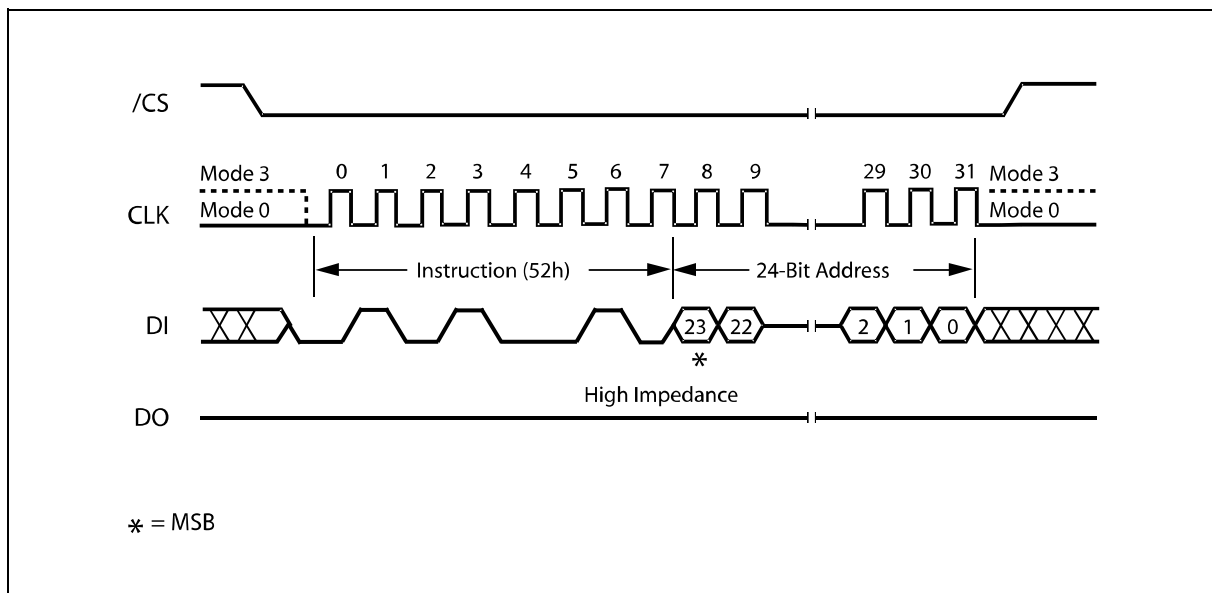 /CS
Mode 3 0 1 2 3 4 5 6 7 8 9 29 30 31 Mode 3
CLK Mode 0 Mode 0
Instruction (52h) 24-Bit Address
DI 23 22 2 1 0
*
High Impedance
DO
* = MSB